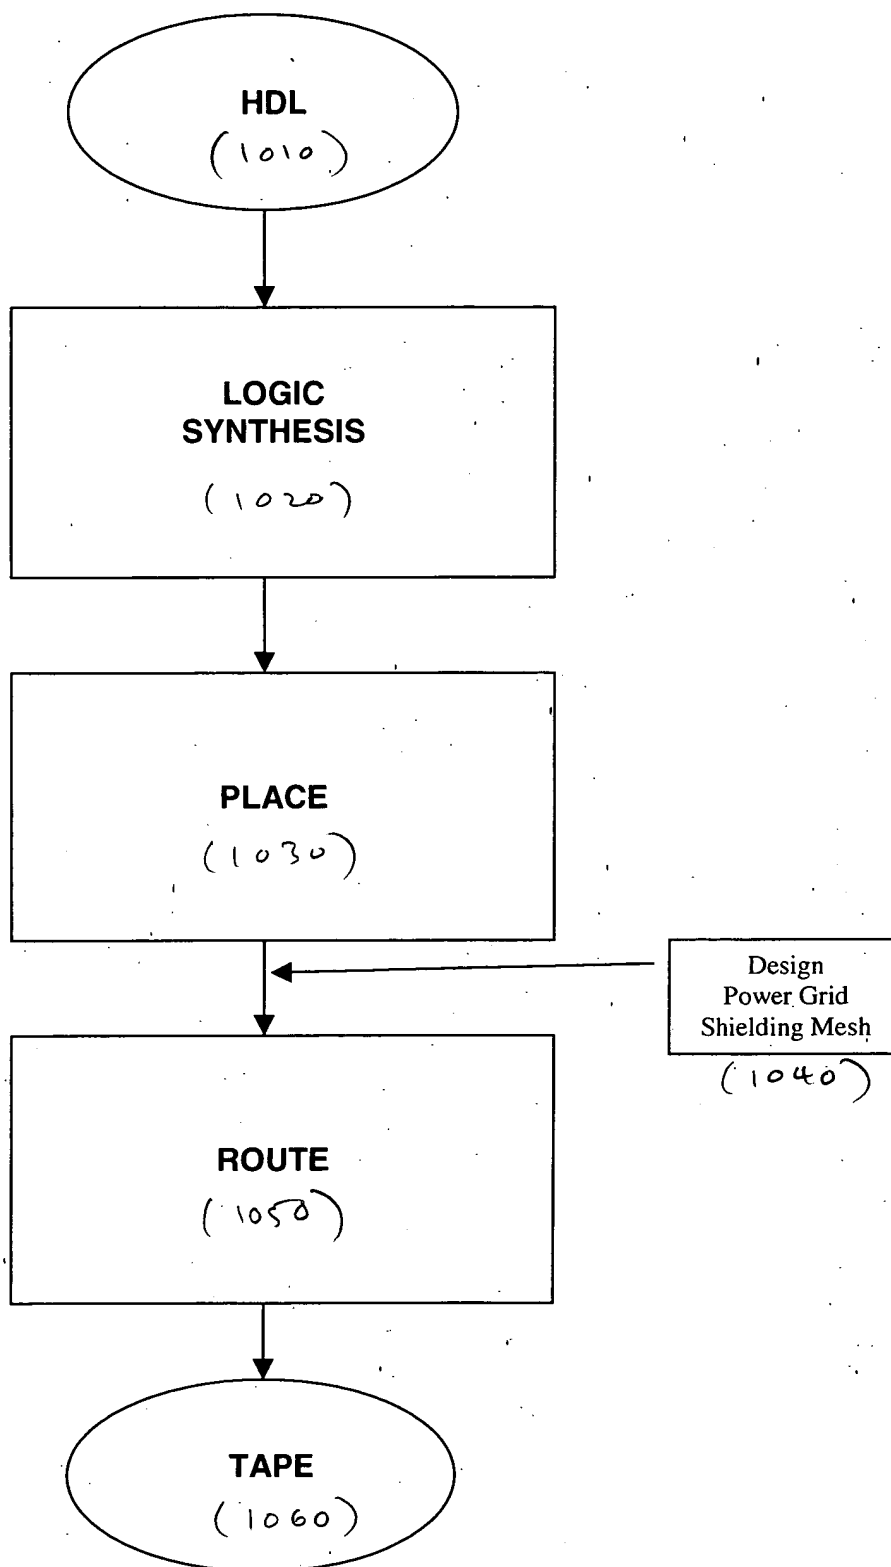 HDL
(1010)
LOGIC
SYNTHESIS
(1020)
PLACE
(1030)
Design
Power Grid
Shielding Mesh
(1040)
ROUTE
(1050)
TAPE
(1060)